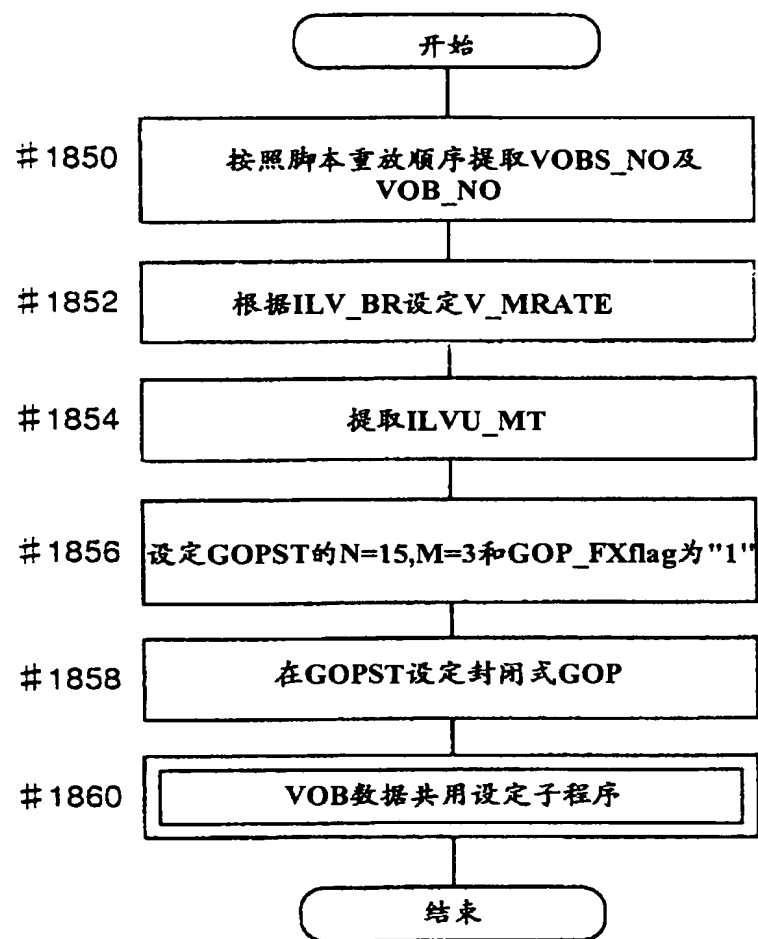 开始
#1850
按照脚本重放顺序提取VOBS_NO及
VOB_NO
#1852
根据ILV_BR设定V_MRATE
#1854
提取ILVU_MT
#1856
设定GOPST的N=15,M=3和GOP_FXflag为"1"
#1858
在GOPST设定封闭式GOP
#1860
VOB数据共用设定子程序
结束